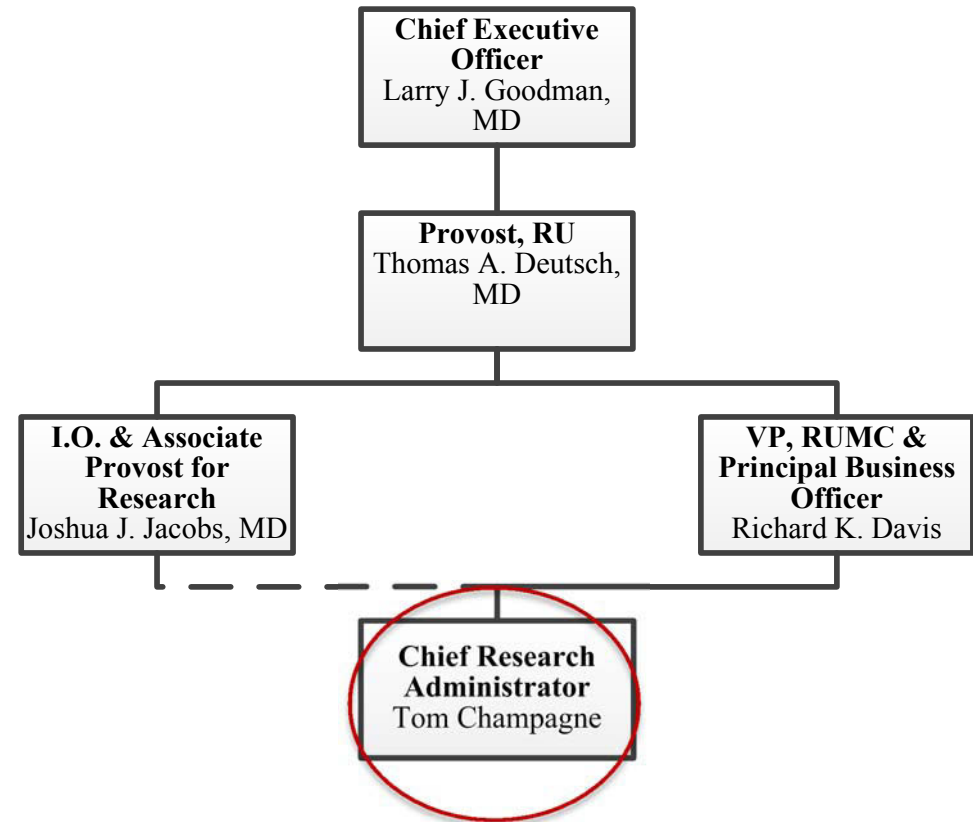 Chief Executive
Officer
Larry J. Goodman,
MD
Provost, RU
Thomas A. Deutsch,
MD
I.O. & Associate
Provost for
Research
Joshua J. Jacobs, MD
VP, RUMC &
Principal Business
Officer
Richard K. Davis
Chief Research
Administrator
Tom Champagne